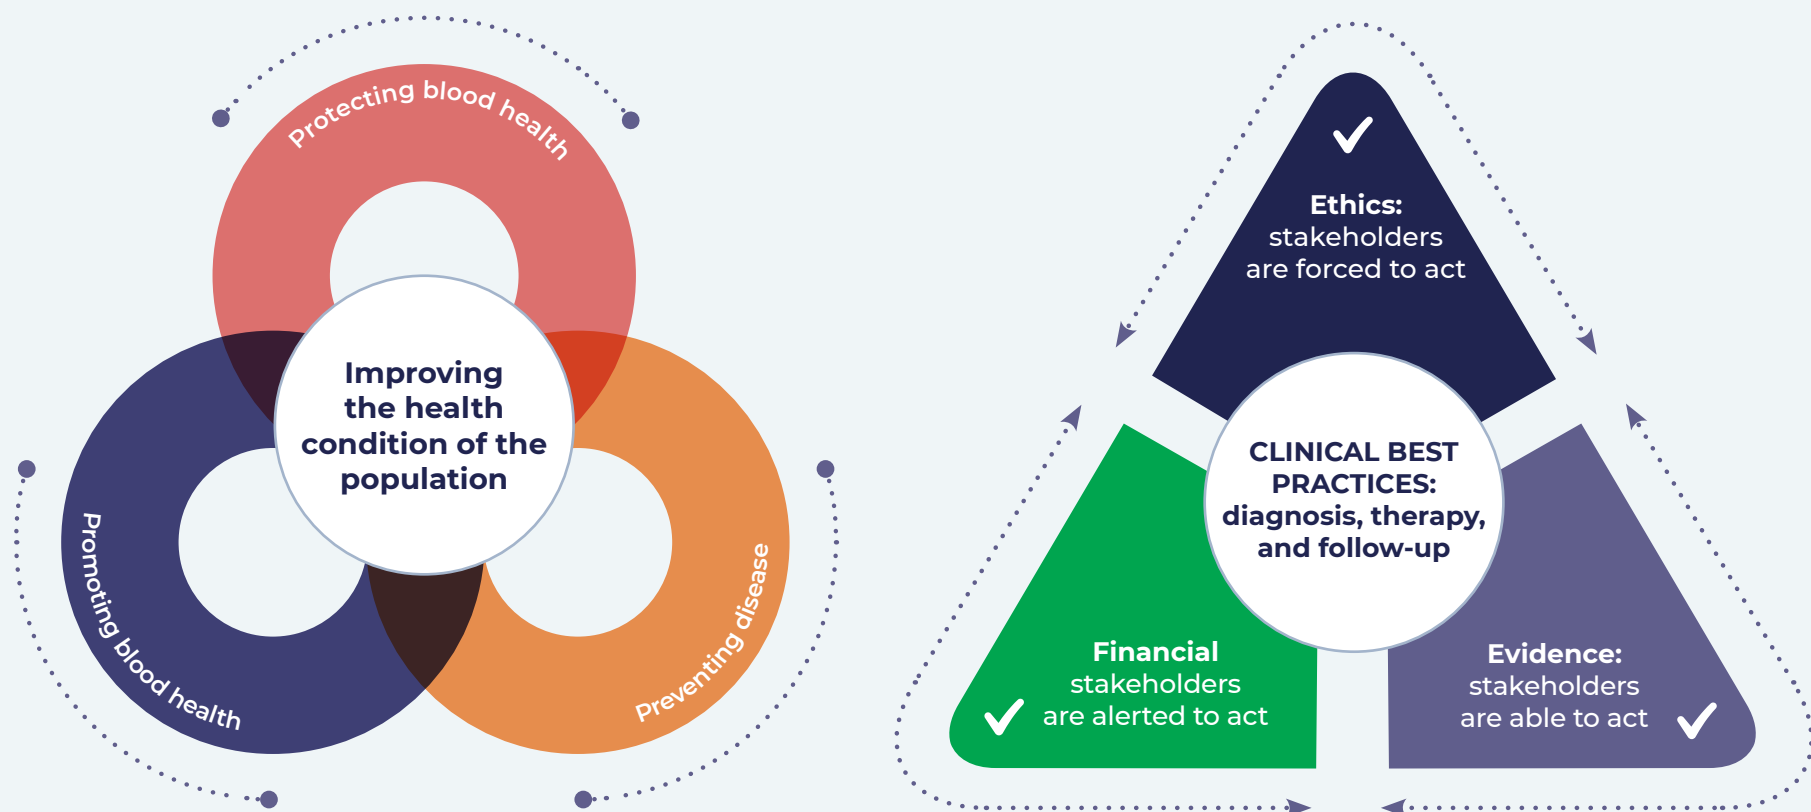 Protecting blood health
Improving
the health
condition of the
population
Promoting blood health
Preventing disease
Ethics:
stakeholders
are forced to act
CLINICAL BEST
PRACTICES:
diagnosis, therapy,
and follow-up
Financial
stakeholders
are alerted to act
Evidence:
stakeholders
are able to act